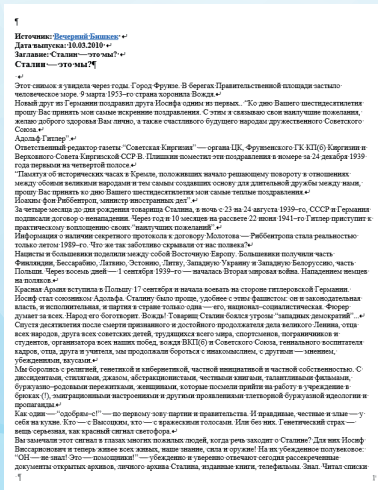 Источник: Вечерний Бишкек
Дата выпуска: 10.03.2010
Заглавие: Сталин — это мы?
Сталин — это мы?
Этот снимок я увидела через годы. Город Фрунзе. В берегах Правительственной площади застыло
человеческое море. 9 марта 1953-го страна хоронила Вождя.
Новый друг из Германии поздравил друга Иосифа одним из первых. “Ко дню Вашего шестидесятилетия
прошу Вас принять мои самые искренние поздравления. С этим я связываю свои наилучшие пожелания,
желаю доброго здоровья Вам лично, а также счастливого будущего народам дружественного Советского
Союза.
Адольф Гитлер”.
Ответственный редактор газеты “Советская Киргизия” — органа ЦК, Фрунзенского ГК КП(б) Киргизии и
Верховного Совета Киргизской ССР В. Плишкин поместил эти поздравления в номере за 24 декабря 1939
года первыми на четвертой полосе.
“Памятуя об исторических часах в Кремле, положивших начало решающему повороту в отношениях
между обоими великими народами и тем самым создавших основу для длительной дружбы между нами,
прошу Вас принять ко дню Вашего шестидесятилетия мои самые теплые поздравления.
Иоахим фон Риббентроп, министр иностранных дел”.
За четыре месяца до дня рождения товарища Сталина, в ночь с 23 на 24 августа 1939-го, СССР и Германия
подписали договор о ненападении. Через год и 10 месяцев на рассвете 22 июня 1941-го Гитлер приступит к
практическому воплощению своих “наилучших пожеланий”.
Информация о наличии секретного протокола к договору Молотова — Риббентропа стала реальностью
только летом 1989-го. Что же так заботливо скрывали от нас полвека?
Нацисты и большевики поделили между собой Восточную Европу. Большевики получили часть
Финляндии, Бессарабию, Латвию, Эстонию, Литву, Западную Украину и Западную Белоруссию, часть
Польши. Через восемь дней — 1 сентября 1939-го — началась Вторая мировая война. Нападением немцев
на поляков.
Красная Армия вступила в Польшу 17 сентября и начала воевать на стороне гитлеровской Германии.
Иосиф стал союзником Адольфа. Сталину было проще, удобнее с этим фашистом: он и законодательная
власть, и исполнительная, и партия в стране только одна — его, национал-социалистическая. Фюрер
думает за всех. Народ его боготворит. Вождь! Товарищ Сталин боялся угрозы “западных демократий”...
Спустя десятилетия после смерти признанного и достойного продолжателя дела великого Ленина, отца
всех народов, друга всех советских детей, трудящихся всего мира, спортсменов, пограничников и
студентов, организатора всех наших побед, вождя ВКП(б) и Советского Союза, гениального воспитателя
кадров, отца, друга и учителя, мы продолжали бороться с инакомыслием, с другими — мнением,
убеждениями, вкусами.
Мы боролись с религией, генетикой и кибернетикой, частной инициативой и частной собственностью. С
диссидентами, стилягами, джазом, абстракционистами, честными книгами, талантливыми фильмами,
буржуазно-родовыми пережитками, женщинами, которые посмели прийти на работу в учреждение в
брюках (!), эмиграционными настроениями и другими проявлениями тлетворной буржуазной идеологии и
пропаганды.
Как один — “одобрям-с!” — по первому зову партии и правительства. И правдивые, честные и злые — у
себя на кухне. Кто — с Высоцким, кто — с вражескими голосами. Или без них. Генетический страх —
вещь серьезная, как красный сигнал светофора.
Вы замечали этот сигнал в глазах многих пожилых людей, когда речь заходит о Сталине? Для них Иосиф
Виссарионович и теперь живее всех живых, наше знание, сила и оружие! На их убежденное полувековое:
“ОН — не знал! Это — помощники!” — убежденно и уверенно отвечают сегодня рассекреченные
документы открытых архивов, личного архива Сталина, изданные книги, телефильмы. Знал. Читал списки